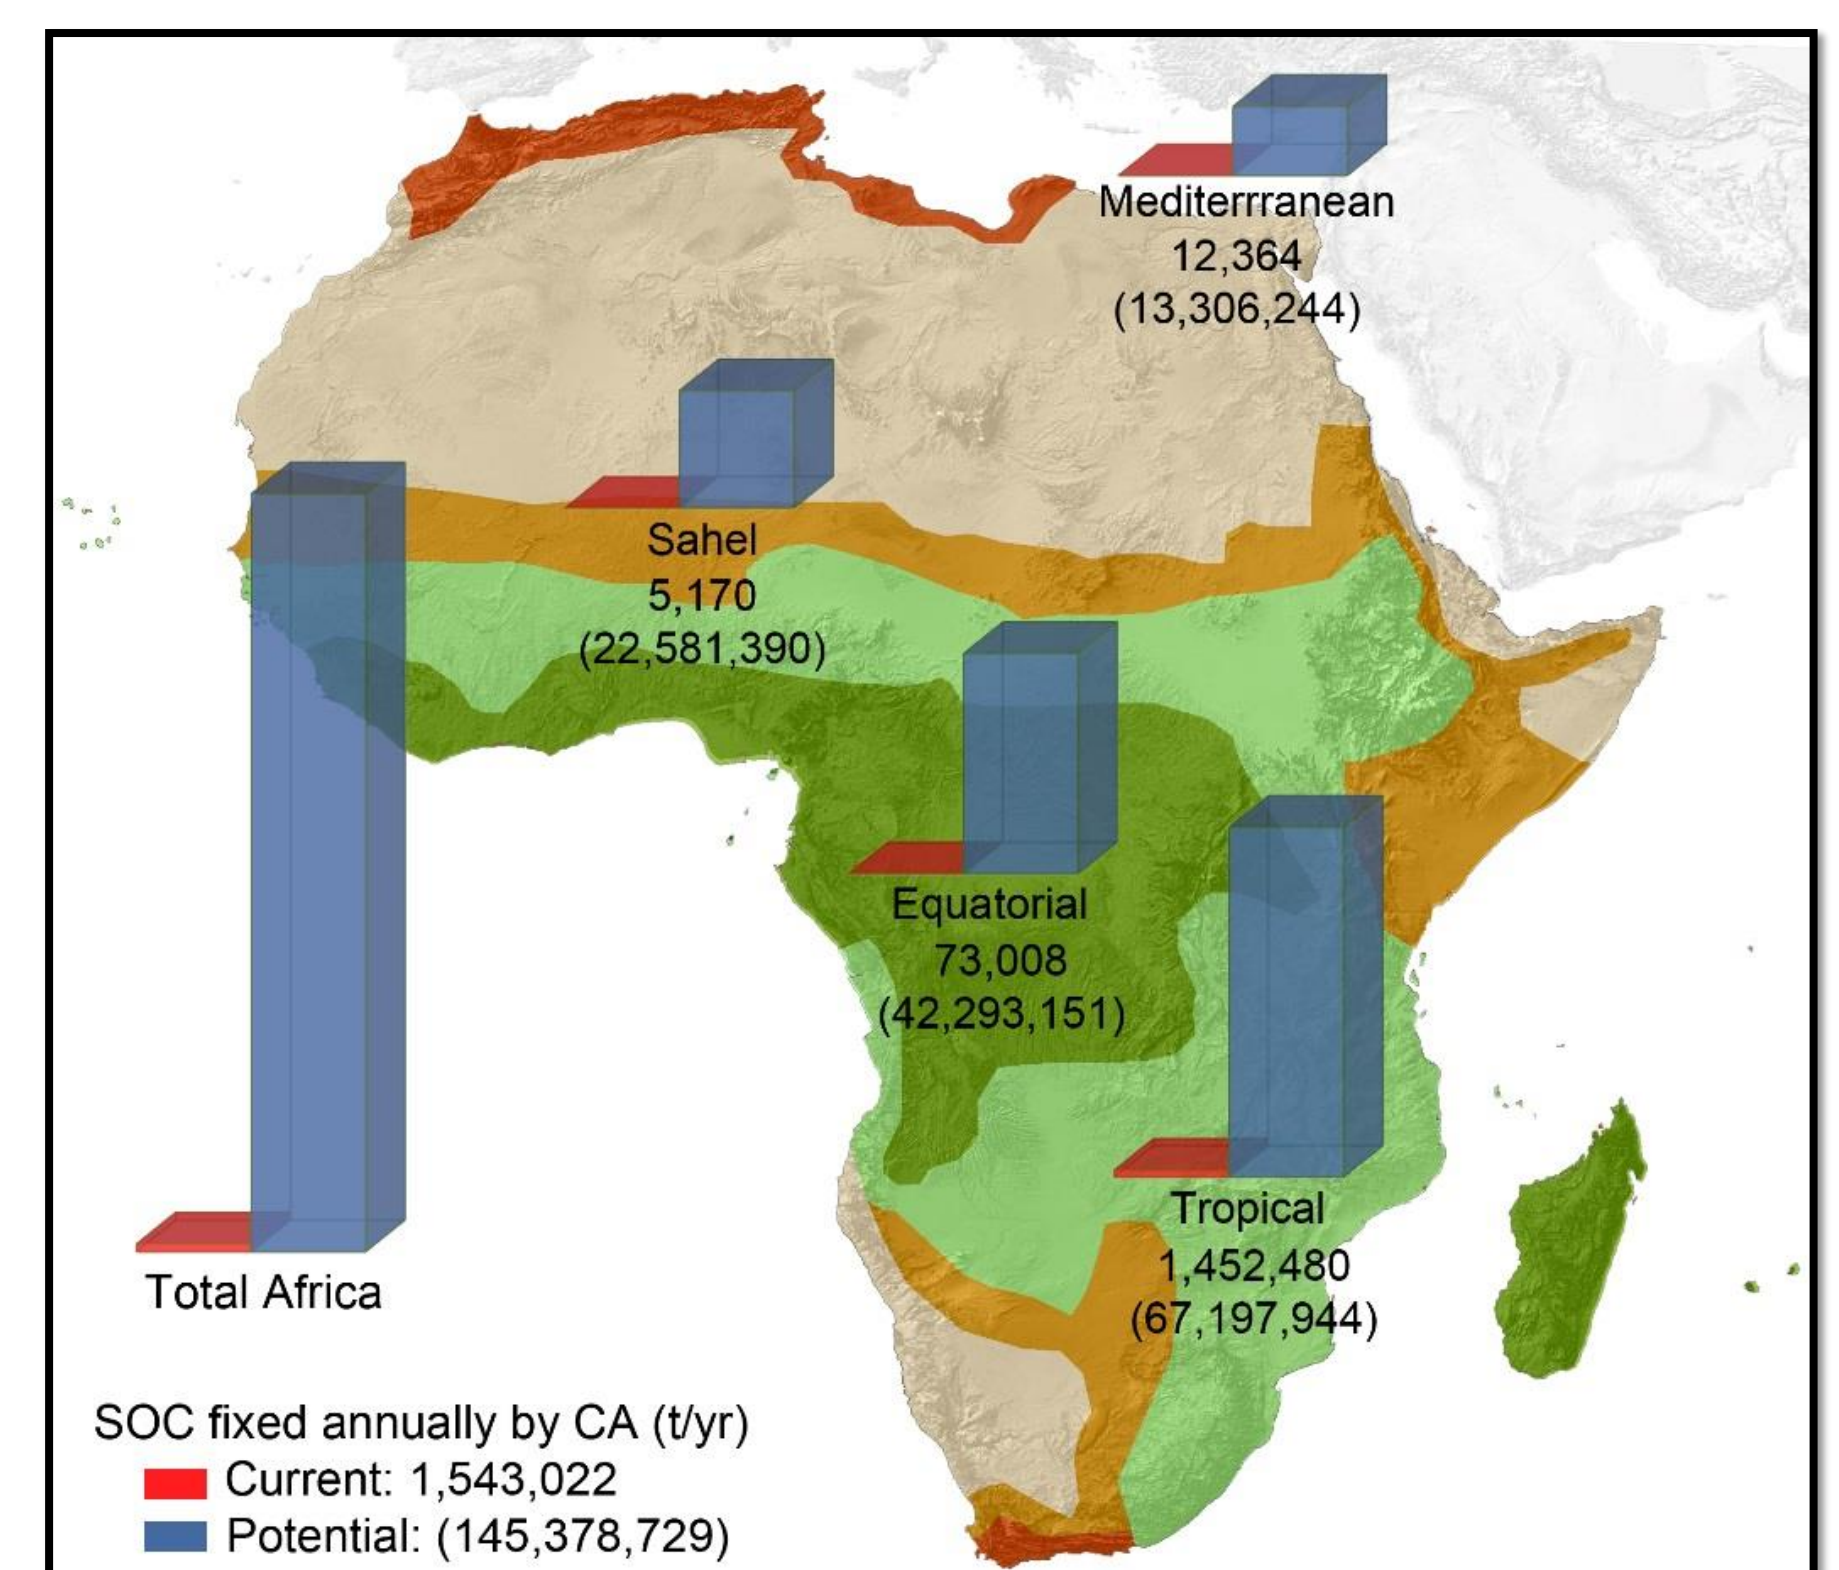 Mediterrranean
12,364
(13,306,244)
Sahel
5,170
(22,581,390)
Equatorial
73,008
(42,293,151)
Tropical
1,452,480
(67,197,944)
Total Africa
SOC fixed annually by CA (t/yr)
Current: 1,543,022
Potential: (145,378,729)